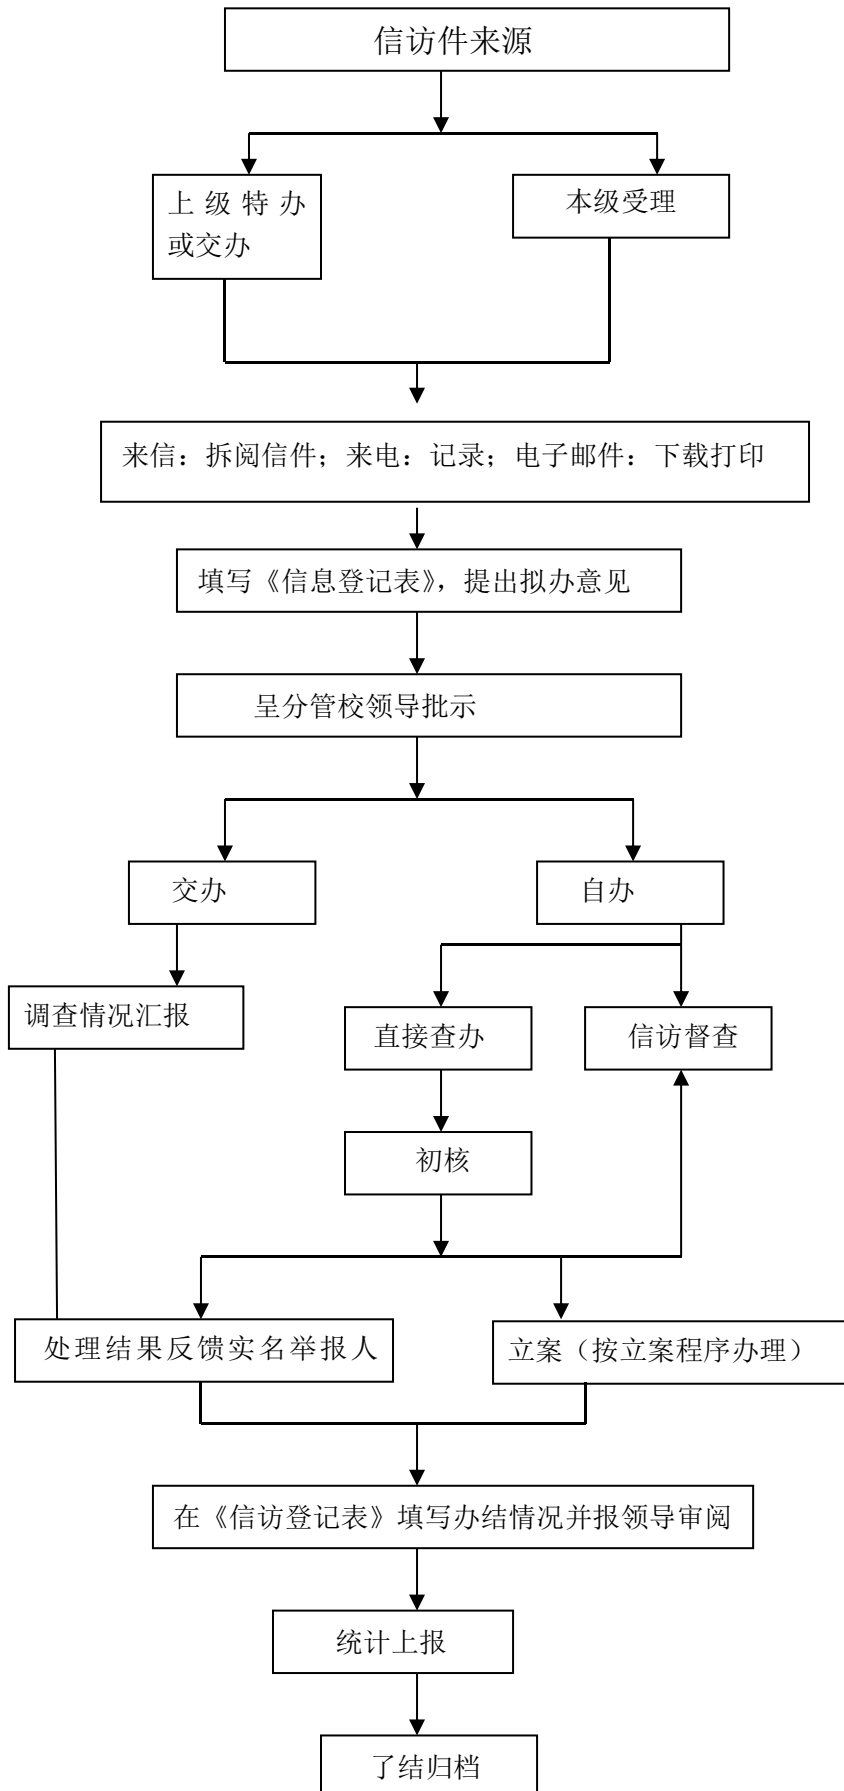 信访件来源
上级特办
或交办
本级受理
来信：拆阅信件；来电：记录；电子邮件：下载打印
填写《信息登记表》，提出拟办意见
呈分管校领导批示
交办
自办
调查情况汇报
直接查办
信访督查
初核
处理结果反馈实名举报人
立案（按立案程序办理）
在《信访登记表》填写办结情况并报领导审阅
统计上报
了结归档